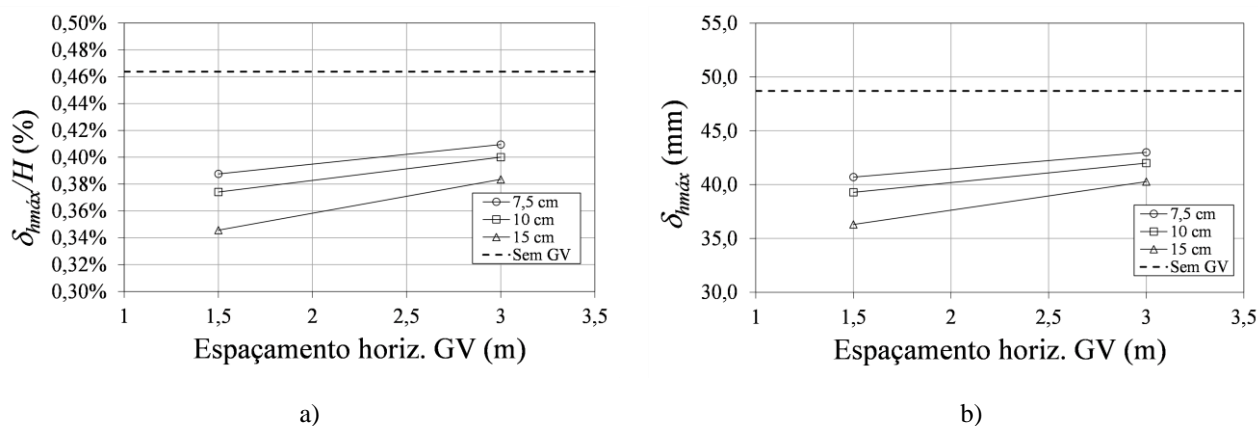 0,50%
0,48%
0,46%
0,44%
0,42%
0,40%
0,38%
0,36%
0,34%
0,32%
0,30%
δhmáx/H (%)
7,5 cm
10 cm
15 cm
Sem GV
1 1,5 2 2,5 3 3,5
Espaçamento horiz. GV (m)
a)
55,0
50,0
45,0
40,0
35,0
30,0
δhmáx (mm)
7,5 cm
10 cm
15 cm
Sem GV
1 1,5 2 2,5 3 3,5
Espaçamento horiz. GV (m)
b)